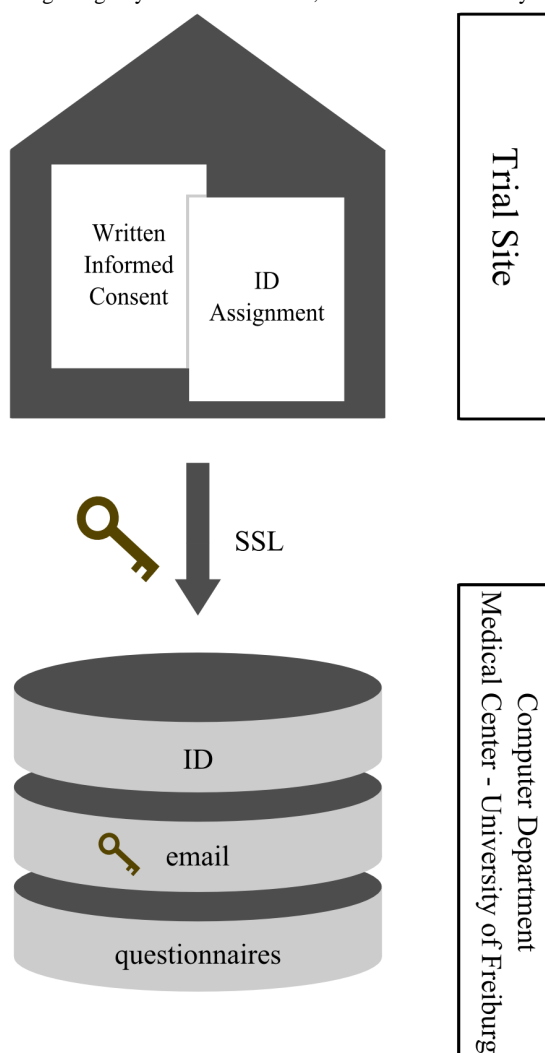 Written
Informed
Consent
ID
Assignment
Trial Site
SSL
ID
email
questionnaires
Computer Department
Medical Center - University of Freiburg